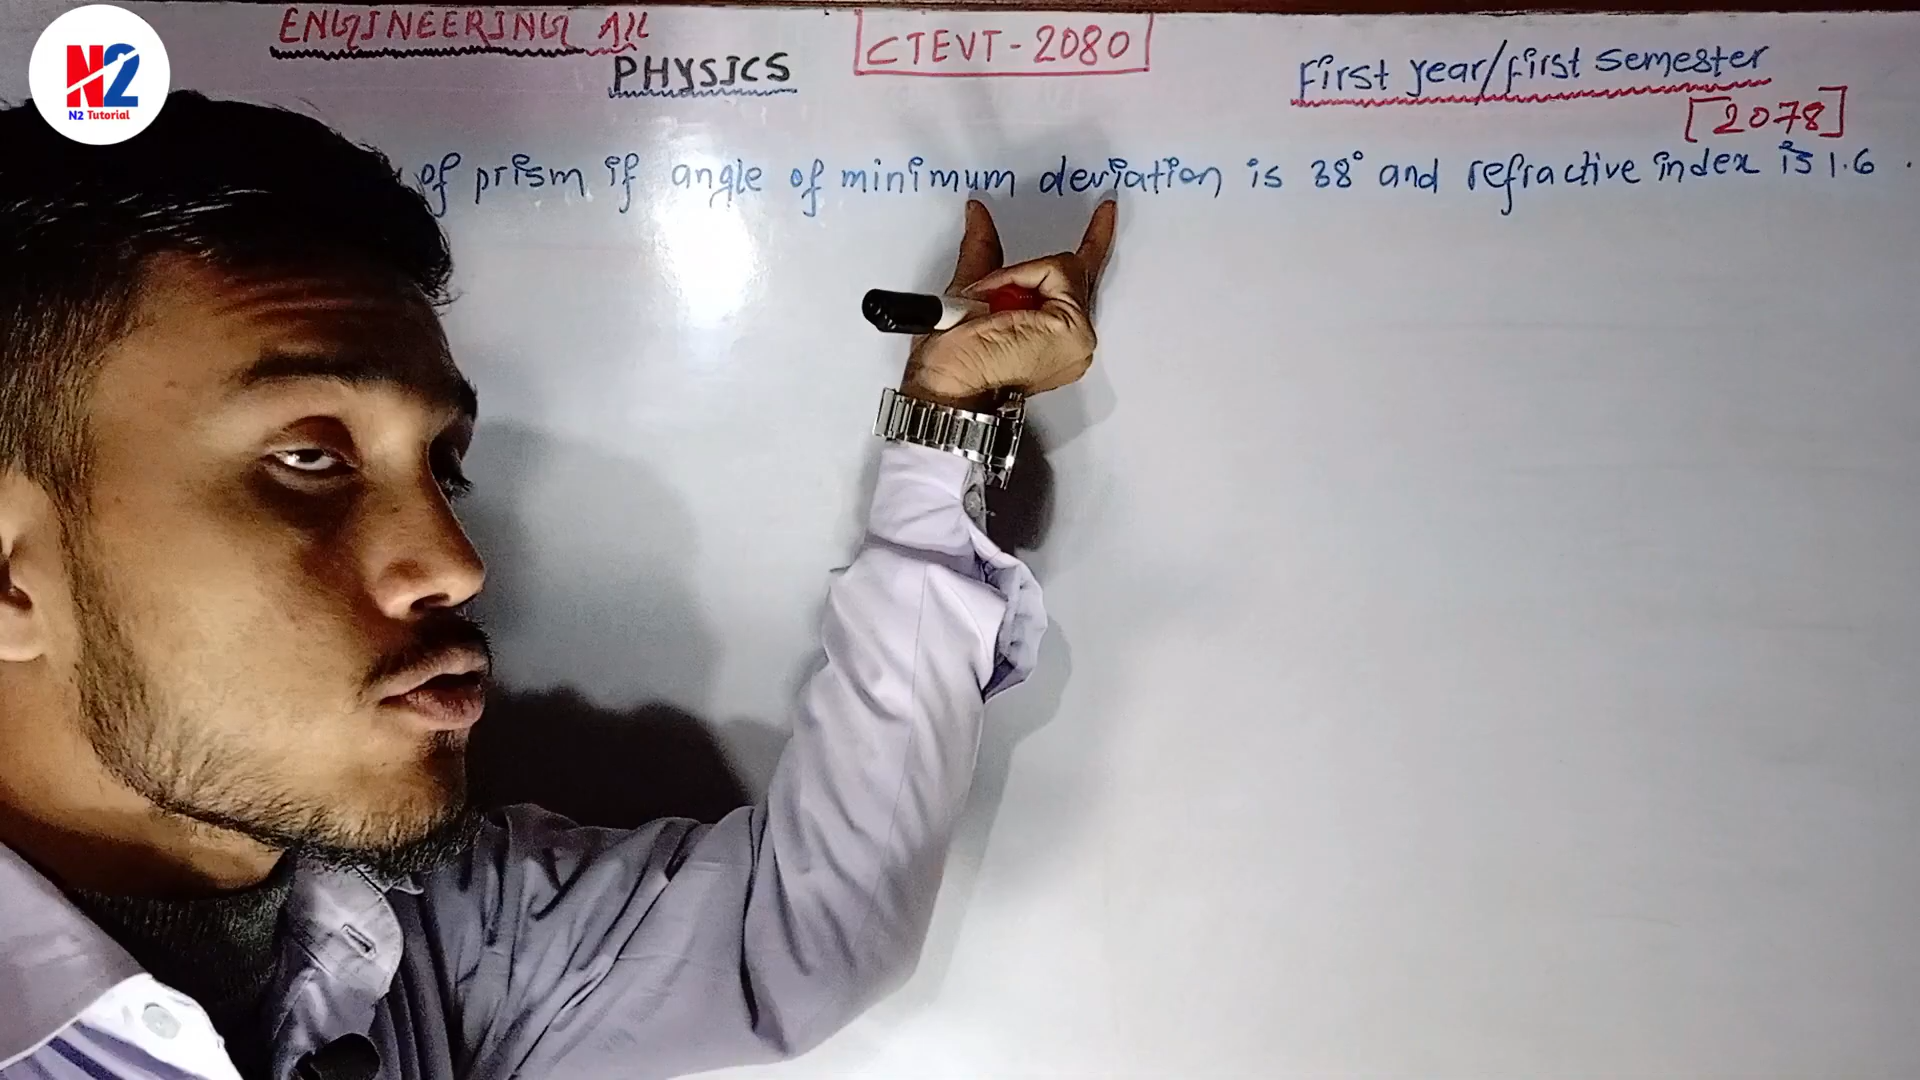 N2
N2 Tutorial
ENGINEERING All
PHYSICS
CTEVT - 2080
First year/first semester
[2078]
of prism if angle of minimum deviation is 38° and refractive index is 1.6 .